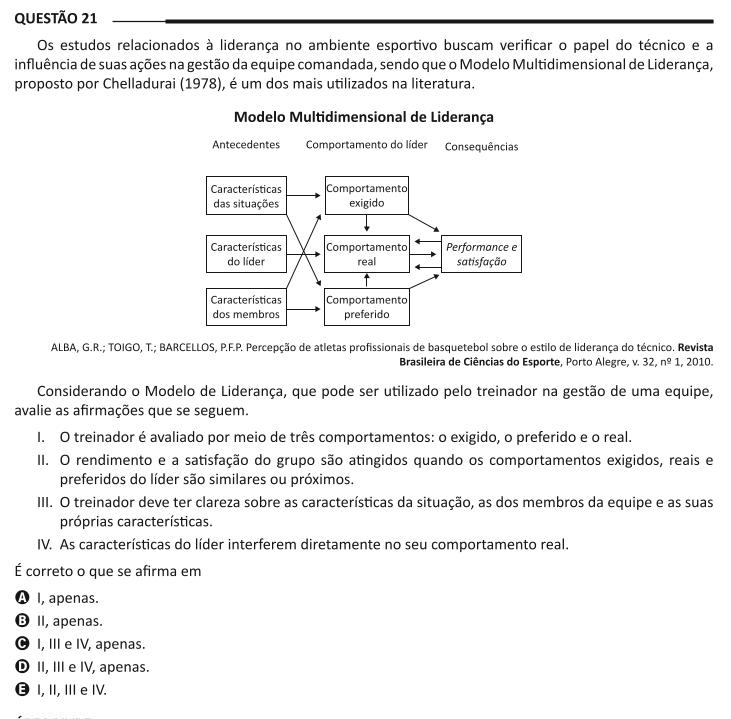 QUESTÃO 21
Os estudos relacionados à liderança no ambiente esportivo buscam verificar o papel do técnico e a
influência de suas ações na gestão da equipe comandada, sendo que o Modelo Multidimensional de Liderança,
proposto por Chelladurai (1978), é um dos mais utilizados na literatura.
Modelo Multidimensional de Liderança
Antecedentes Comportamento do líder Consequências
Características
das situações
Comportamento
exigido
Características
do líder
Comportamento
real
Performance e
satisfação
Características
dos membros
Comportamento
preferido
ALBA, G.R.; TOIGO, T.; BARCELLOS, P.F.P. Percepção de atletas profissionais de basquetebol sobre o estilo de liderança do técnico. Revista
Brasileira de Ciências do Esporte, Porto Alegre, v. 32, nº 1, 2010.
Considerando o Modelo de Liderança, que pode ser utilizado pelo treinador na gestão de uma equipe,
avalie as afirmações que se seguem.
I. O treinador é avaliado por meio de três comportamentos: o exigido, o preferido e o real.
II. O rendimento e a satisfação do grupo são atingidos quando os comportamentos exigidos, reais e
preferidos do líder são similares ou próximos.
III. O treinador deve ter clareza sobre as características da situação, as dos membros da equipe e as suas
próprias características.
IV. As características do líder interferem diretamente no seu comportamento real.
É correto o que se afirma em
A I, apenas.
B II, apenas.
C I, III e IV, apenas.
D II, III e IV, apenas.
E I, II, III e IV.